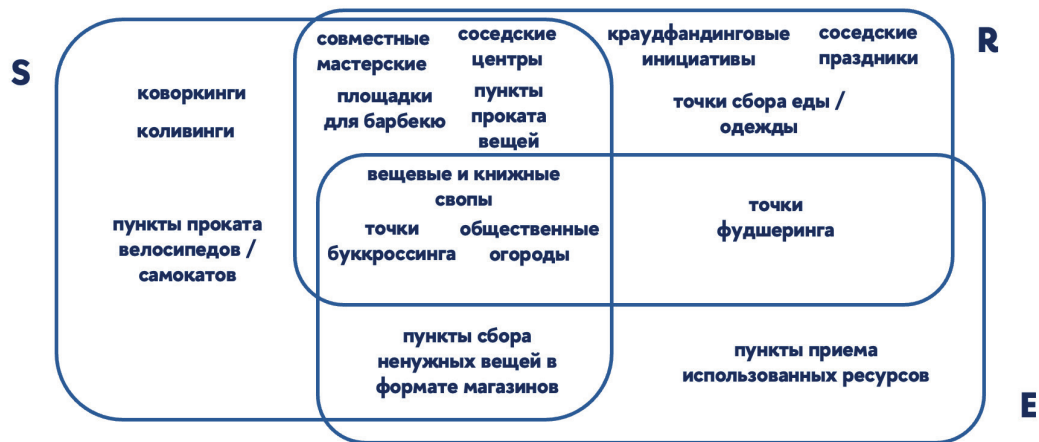 S
R
совместные
мастерские
соседские
центры
краудфандинговые
инициативы
соседские
праздники
коворкинги
коливинги
площадки
для барбекю
пункты
проката
вещей
точки сбора еды /
одежды
вещевые и книжные
свопы
точки
буккроссинга
общественные
огороды
точки
фудшеринга
пункты проката
велосипедов /
самокатов
пункты сбора
ненужных вещей в
формате магазинов
пункты приема
использованных ресурсов
E